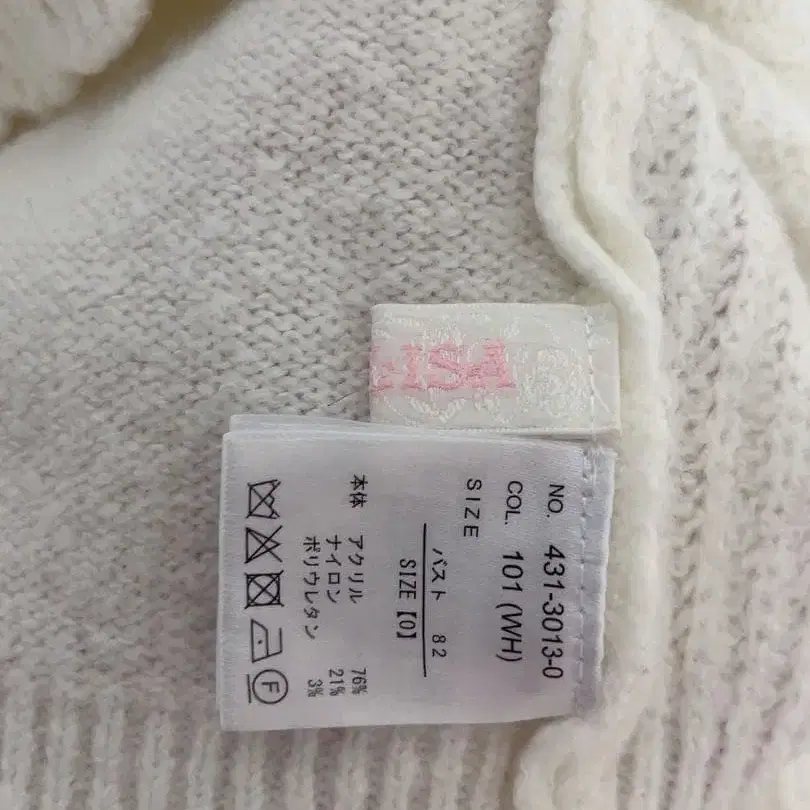 NO. 431-3013-0
COL. 101 (WH)
SIZE
バスト 82
SIZE【0】
本体 アクリル 76%
ナイロン 21%
ポリウレタン 3%
F